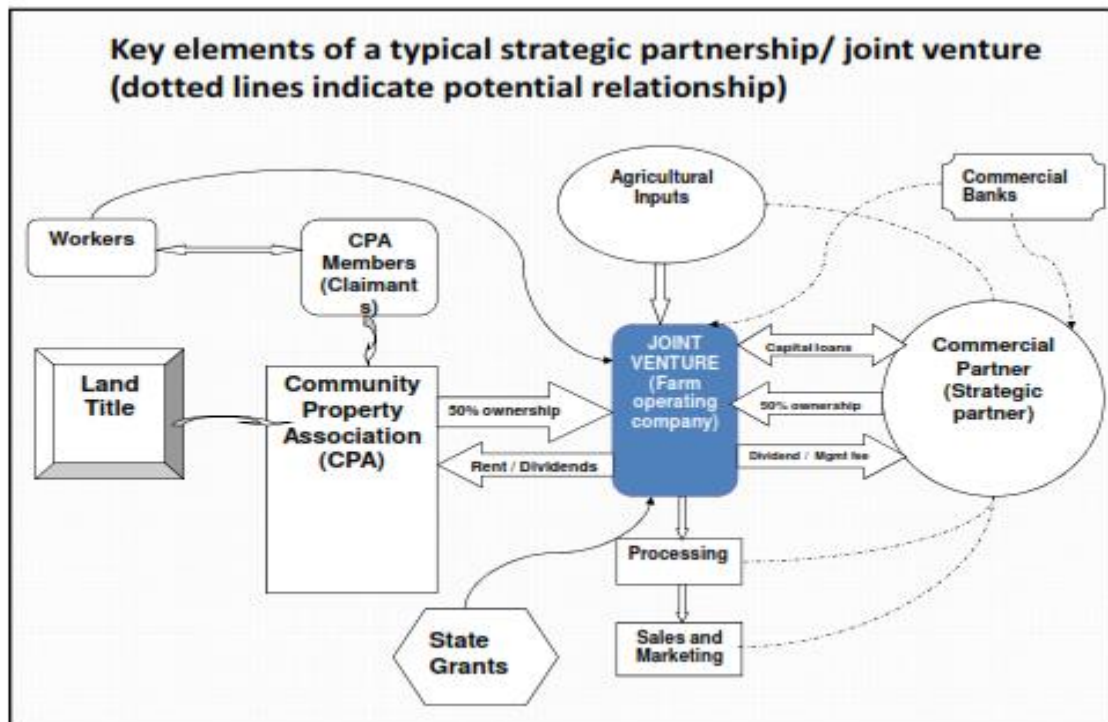 Key elements of a typical strategic partnership/ joint venture
(dotted lines indicate potential relationship)
Agricultural
Inputs
Commercial
Banks
Workers
CPA
Members
(Claimant
s)
Land
Title
Community
Property
Association
(CPA)
50% ownership
Rent / Dividends
JOINT
VENTURE
(Farm
operating
company)
Capital loans
50% ownership
Dividend / Mgmt fee
Commercial
Partner
(Strategic
partner)
Processing
State
Grants
Sales and
Marketing